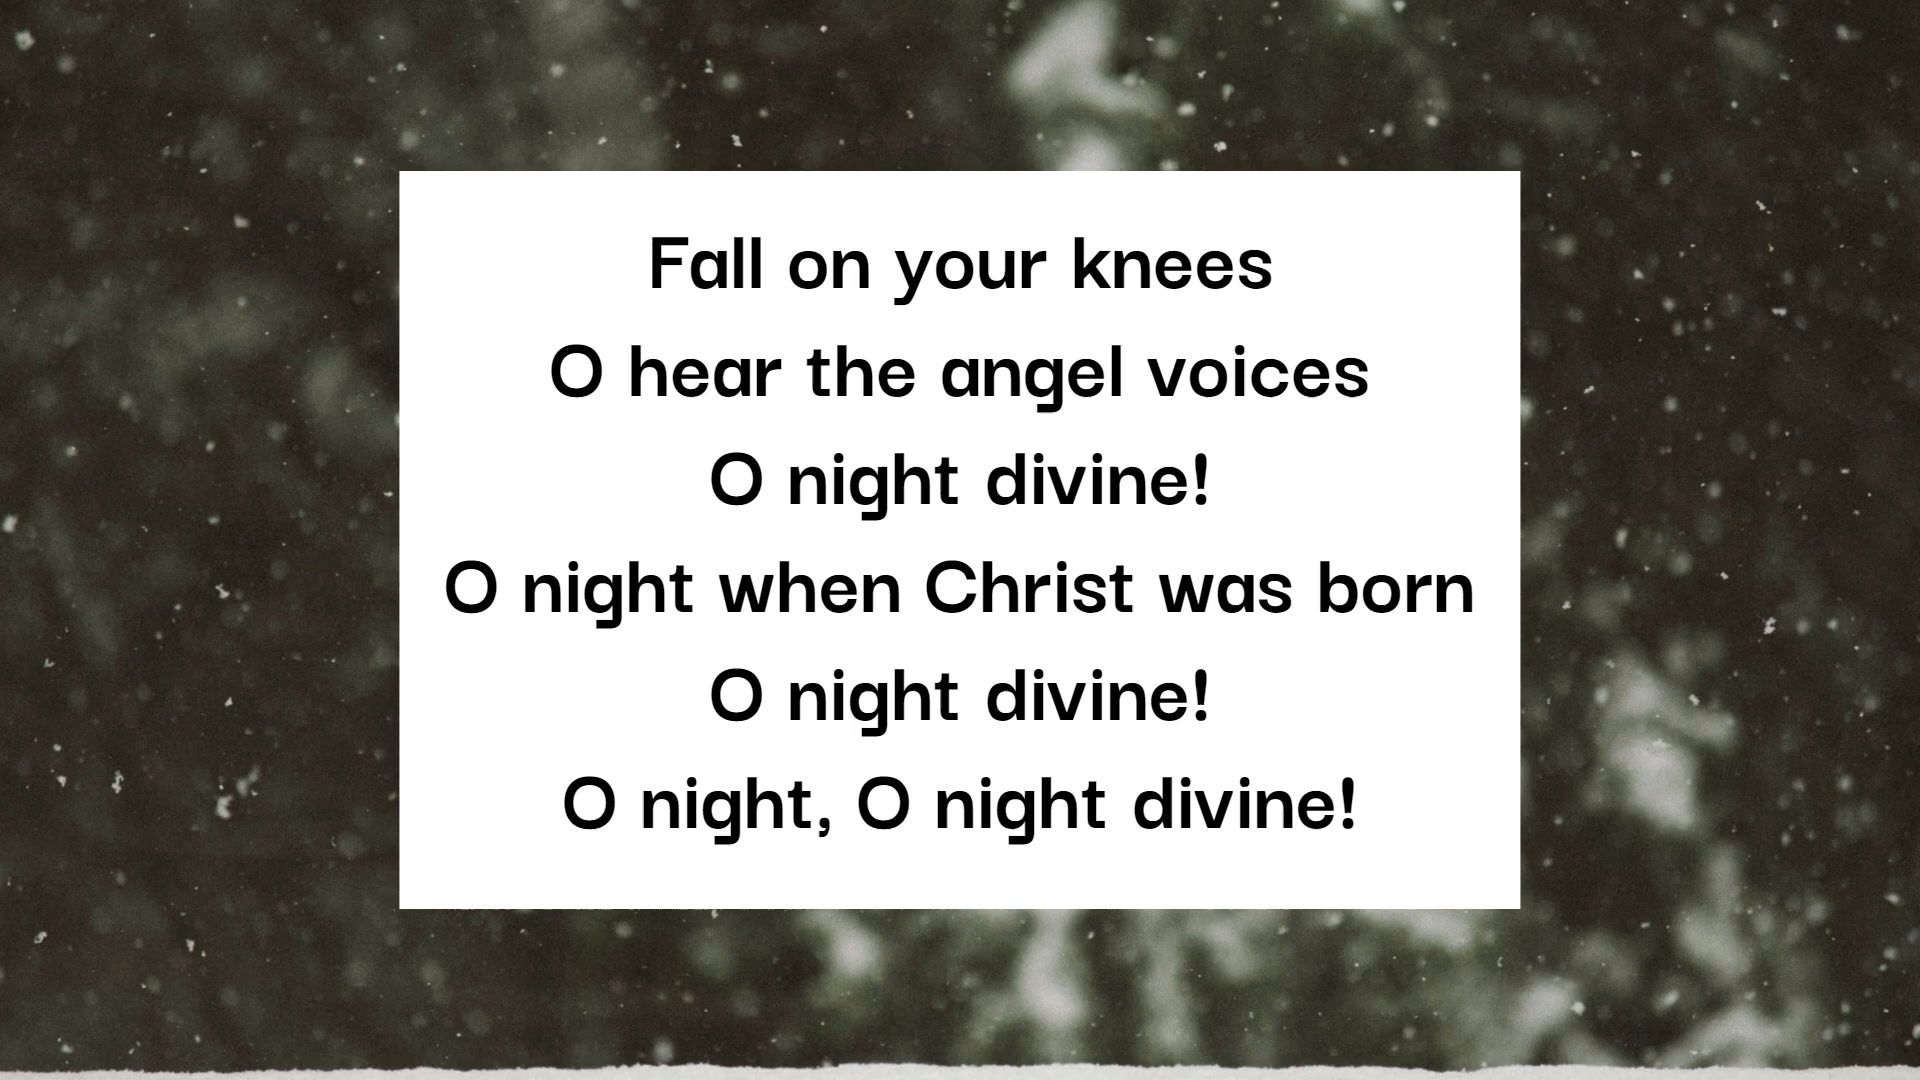 Fall on your knees
O hear the angel voices
O night divine!
O night when Christ was born
O night divine!
O night, O night divine!